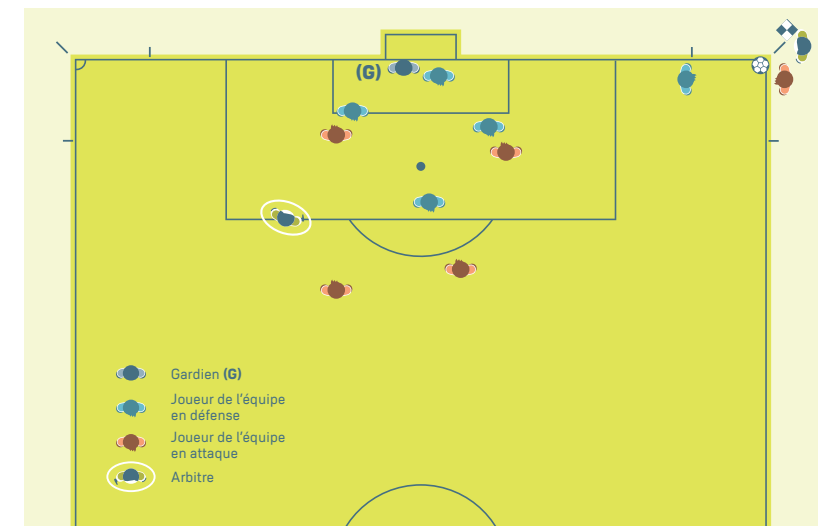 (G)
Gardien (G)
Joueur de l’équipe
en défense
Joueur de l’équipe
en attaque
Arbitre